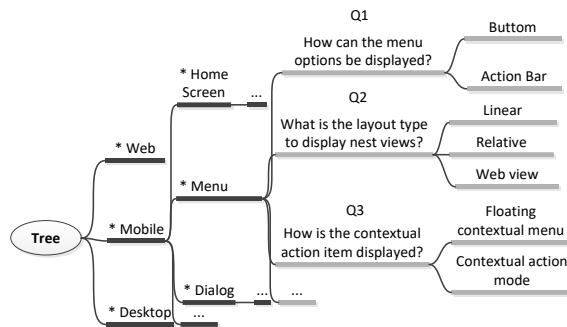 Tree
* Web
* Mobile
* Desktop
* Home
Screen
...
* Menu
* Dialog
...
...
Q1
How can the menu
options be displayed?
Buttom
Action Bar
Q2
What is the layout type
to display nest views?
Linear
Relative
Web view
Q3
How is the contextual
action item displayed?
Floating
contextual menu
Contextual action
mode
...